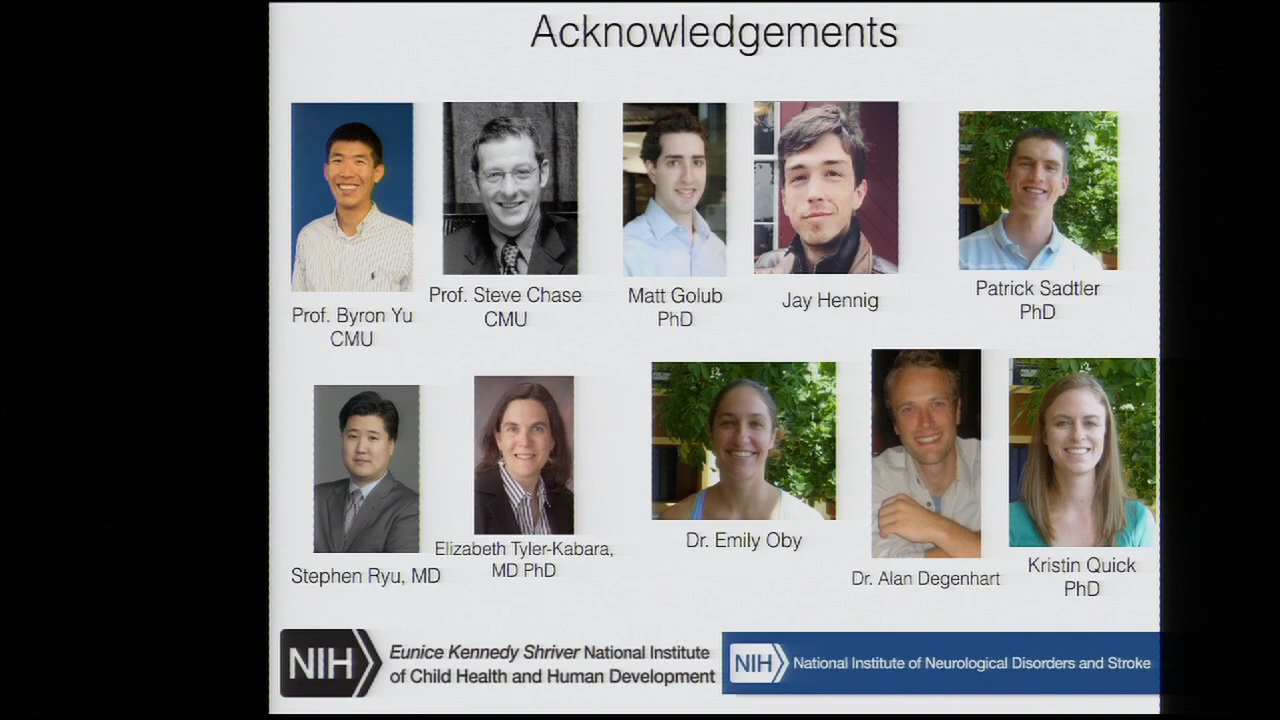 Acknowledgements
Prof. Byron Yu
CMU
Prof. Steve Chase
CMU
Matt Golub
PhD
Jay Hennig
Patrick Sadtler
PhD
Stephen Ryu, MD
Elizabeth Tyler-Kabara,
MD PhD
Dr. Emily Oby
Dr. Alan Degenhart
Kristin Quick
PhD
NIH
Eunice Kennedy Shriver National Institute
of Child Health and Human Development
NIH
National Institute of Neurological Disorders and Stroke